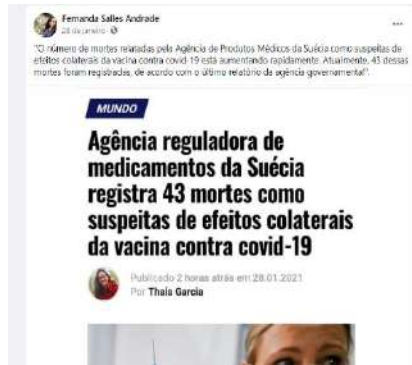 Fernanda Salles Andrade
28 de janeiro
"O número de mortes relatadas pela Agência de Produtos Médicos da Suécia como suspeitas de
efeitos colaterais da vacina contra covid-19 está aumentando rapidamente. Atualmente, 43 dessas
mortes foram registradas, de acordo com o último relatório da agência governamental".
MUNDO
Agência reguladora de
medicamentos da Suécia
registra 43 mortes como
suspeitas de efeitos colaterais
da vacina contra covid-19
Publicado 2 horas atrás em 28.01.2021
Por Thaís Garcia